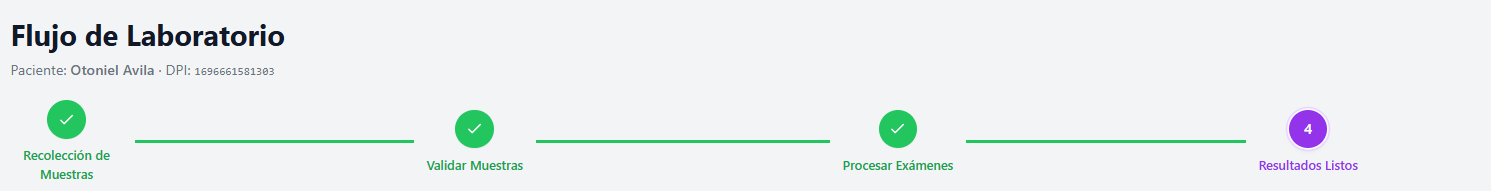 Flujo de Laboratorio
Paciente: Otoniel Avila · DPI: 1696661581303
4
Recolección de
Muestras
Validar Muestras
Procesar Exámenes
Resultados Listos